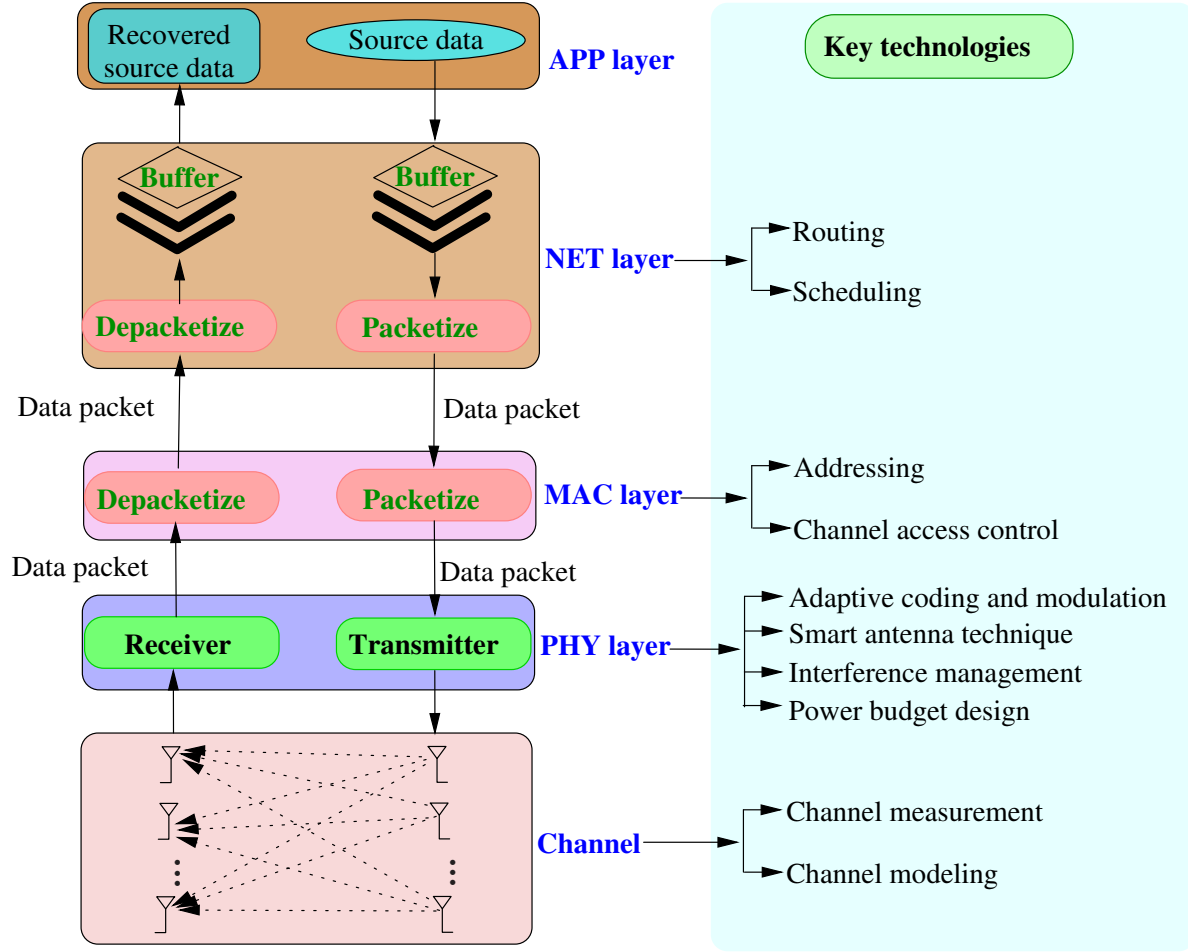 Recovered
source data
Source data
APP layer
Key technologies
Buffer
Buffer
NET layer
Routing
Scheduling
Depacketize
Packetize
Data packet
Data packet
Depacketize
Packetize
MAC layer
Addressing
Channel access control
Data packet
Data packet
Receiver
Transmitter
PHY layer
Adaptive coding and modulation
Smart antenna technique
Interference management
Power budget design
Channel
Channel measurement
Channel modeling